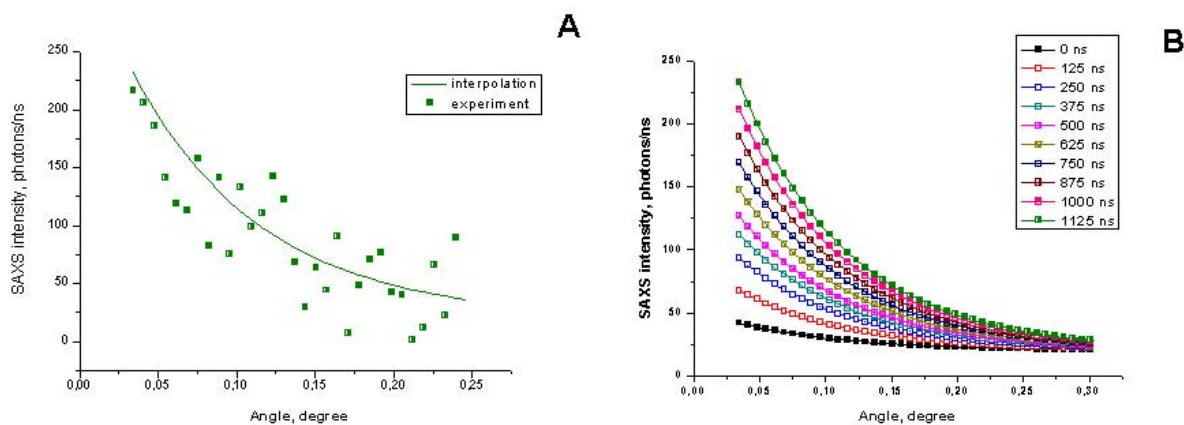 A
SAXS intensity, photons/ns
250
200
150
100
50
0
interpolation
experiment
0,00 0,05 0,10 0,15 0,20 0,25
Angle, degree
B
SAXS intensity, photons/ns
250
200
150
100
50
0
0 ns
125 ns
250 ns
375 ns
500 ns
625 ns
750 ns
875 ns
1000 ns
1125 ns
0,00 0,05 0,10 0,15 0,20 0,25 0,30
Angle, degree